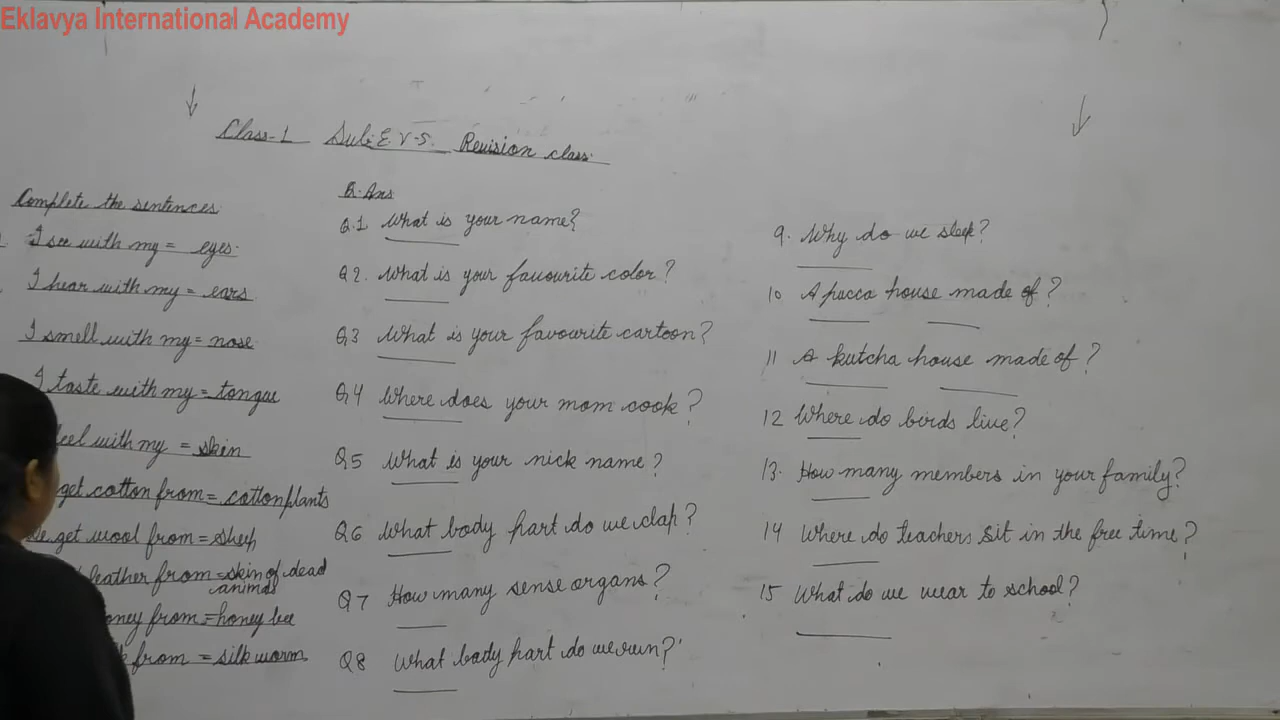 Eklavya International Academy
Class-1 Sub:E.V.S. Revision class.
Complete the sentences
I see with my = eyes.
I hear with my = ears
I smell with my = nose
I taste with my = tongue
feel with my = skin
get cotton from = cotton plants
get wool from = sheep
leather from = skin of dead
animals
honey from = honey bee
from = silk worm
Q.Ans
Q.1 What is your name?
Q2. What is your favourite color?
Q3 What is your favourite cartoon?
Q4 Where does your mom cook?
Q5 What is your nick name?
Q6 What body part do we clap?
Q7 How many sense organs?
Q8 What body part do we run?
9. Why do we sleep?
10 A pucca house made of?
11 A kutcha house made of?
12 Where do birds live?
13. How many members in your family?
14 Where do teachers sit in the free time?
15 What do we wear to school?